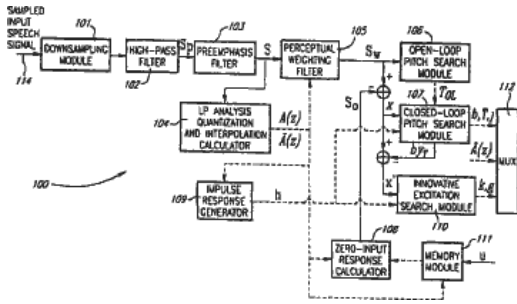 SAMPLED
INPUT
SPEECH
SIGNAL
114
101
DOWNSAMPLING
MODULE
HIGH-PASS
FILTER
102
Sp
103
PREEMPHASIS
FILTER
S
PERCEPTUAL
WEIGHTING
FILTER
105
Sw
106
OPEN-LOOP
PITCH SEARCH
MODULE
TOL
112
104
LP ANALYSIS
QUANTIZATION
AND INTERPOLATION
CALCULATOR
A(z)
Â(z)
So
+
x
107
CLOSED-LOOP
PITCH SEARCH
MODULE
b,T,j
Â(z)
MUX
+
byT
100
109
IMPULSE
RESPONSE
GENERATOR
h
x'
INNOVATIVE
EXCITATION
SEARCH MODULE
110
k,g
108
ZERO-INPUT
RESPONSE
CALCULATOR
111
MEMORY
MODULE
u